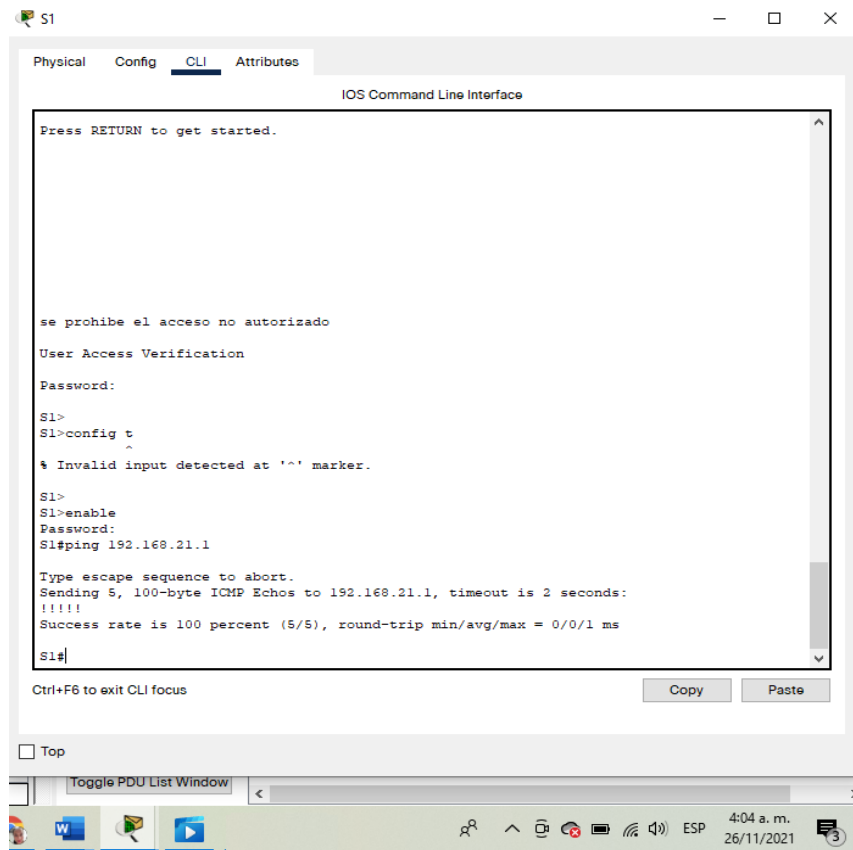 S1
Physical Config CLI Attributes
IOS Command Line Interface
Press RETURN to get started.
se prohibe el acceso no autorizado
User Access Verification
Password:
S1>
S1>config t
^
% Invalid input detected at '^' marker.
S1>
S1>enable
Password:
S1#ping 192.168.21.1
Type escape sequence to abort.
Sending 5, 100-byte ICMP Echos to 192.168.21.1, timeout is 2 seconds:
!!!!!
Success rate is 100 percent (5/5), round-trip min/avg/max = 0/0/1 ms
S1#
Ctrl+F6 to exit CLI focus
Copy Paste
Top
Toggle PDU List Window
ESP
4:04 a. m.
26/11/2021
3